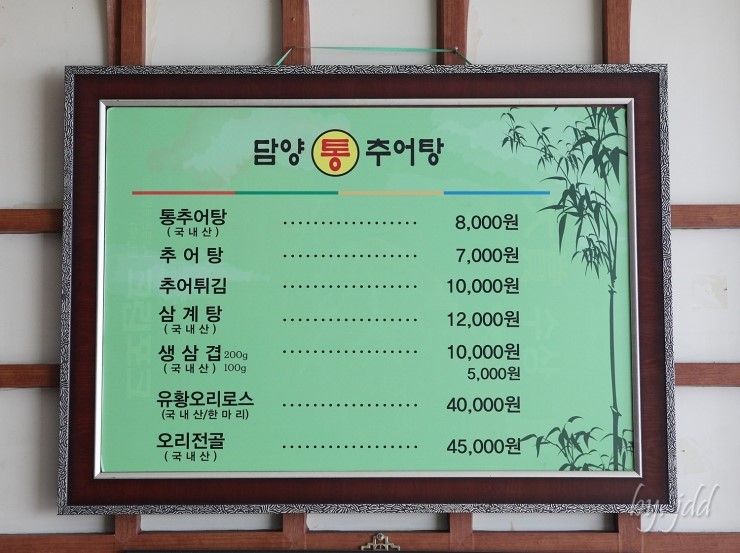 담양 통 추어탕
통추어탕 ·················· 8,000원
(국내산)
추어탕 ·················· 7,000원
추어튀김 ·················· 10,000원
삼계탕 ·················· 12,000원
(국내산)
생삼겹 200g ·················· 10,000원
(국내산) 100g 5,000원
유황오리로스 ·················· 40,000원
(국내산/한마리)
오리전골 ·················· 45,000원
(국내산)
by jdd